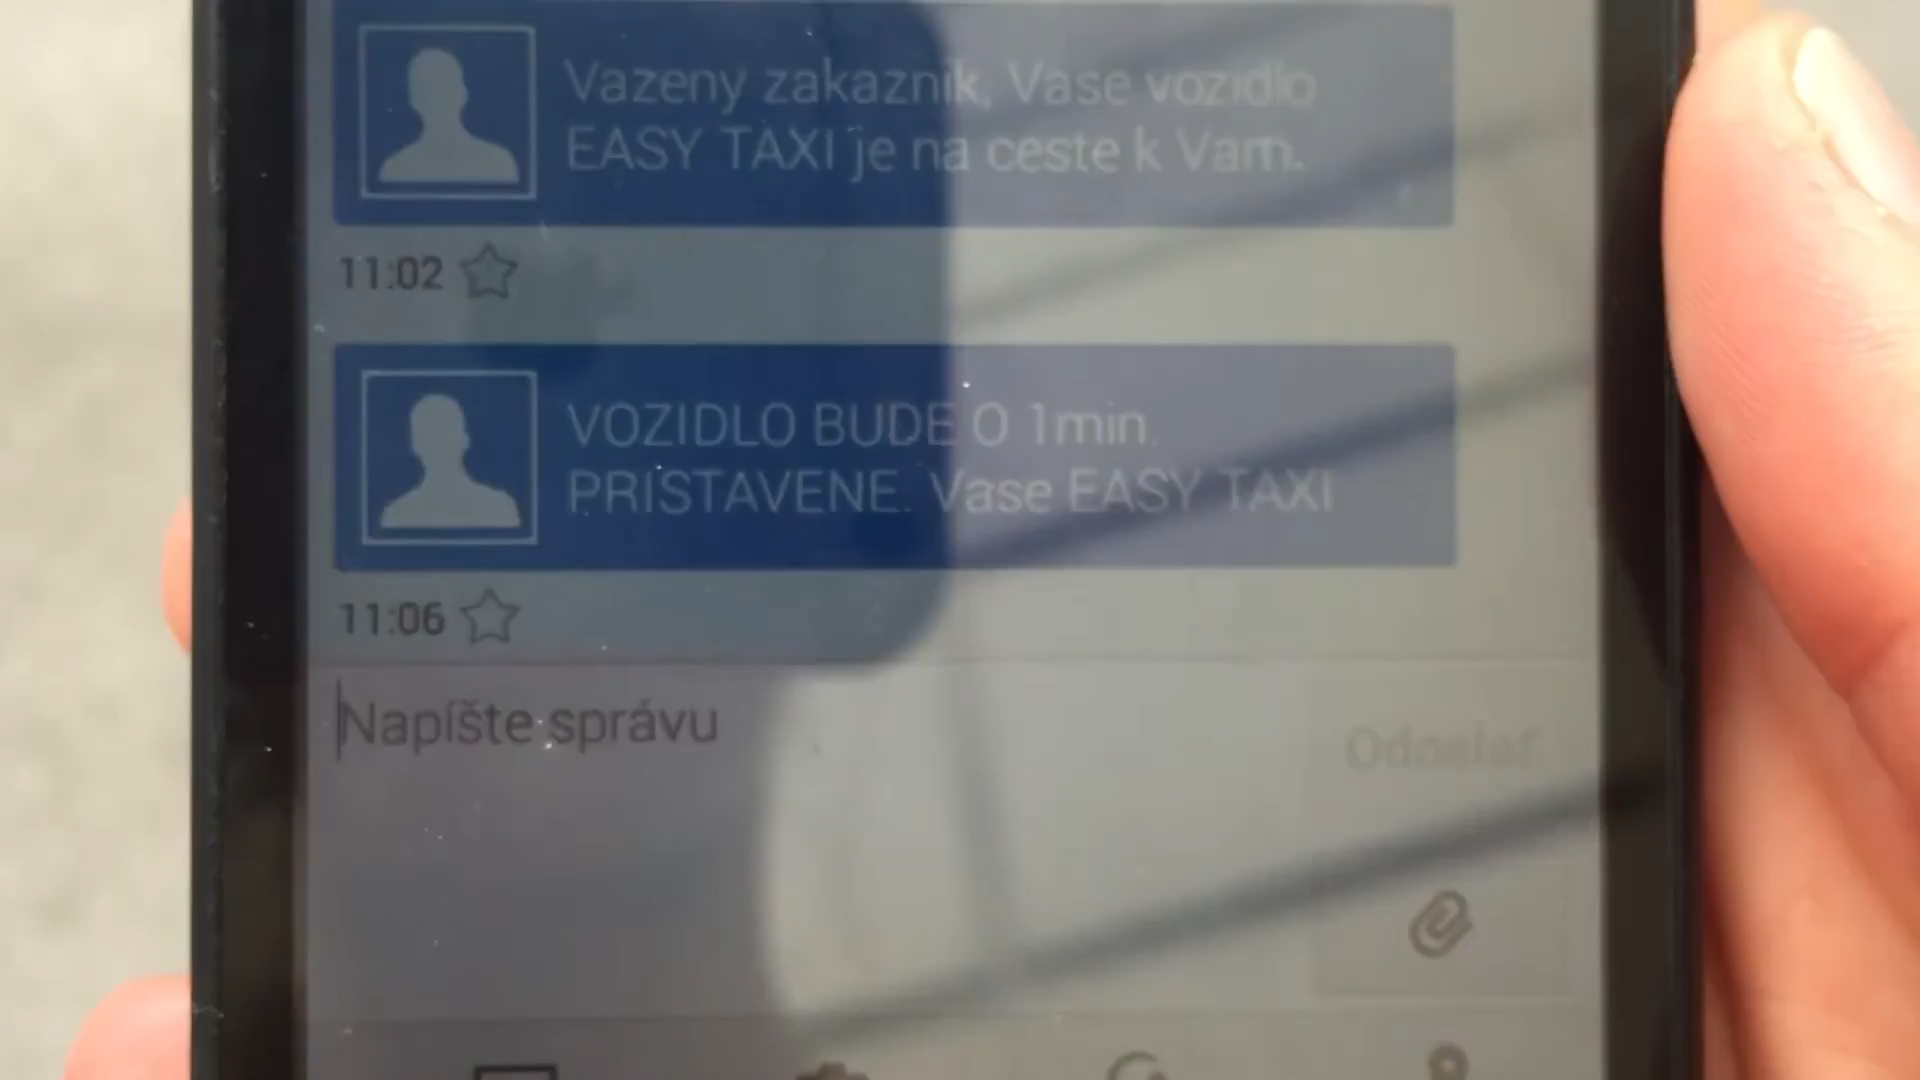 Vazeny zakaznik, Vase vozidlo
EASY TAXI je na ceste k Vam.
11:02
VOZIDLO BUDE O 1min.
PRISTAVENE. Vase EASY TAXI
11:06
Napíšte správu
Odoslať